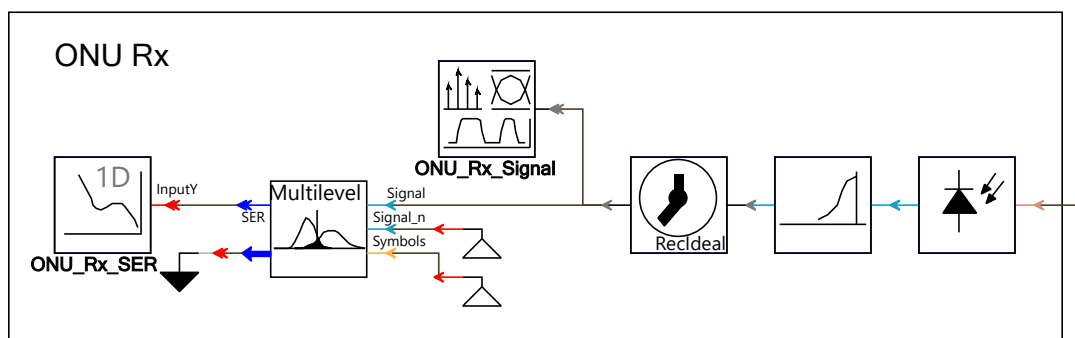 ONU Rx
ONU_Rx_Signal
1D
InputY
ONU_Rx_SER
SER
Multilevel
Signal
Signal_n
Symbols
RecIdeal